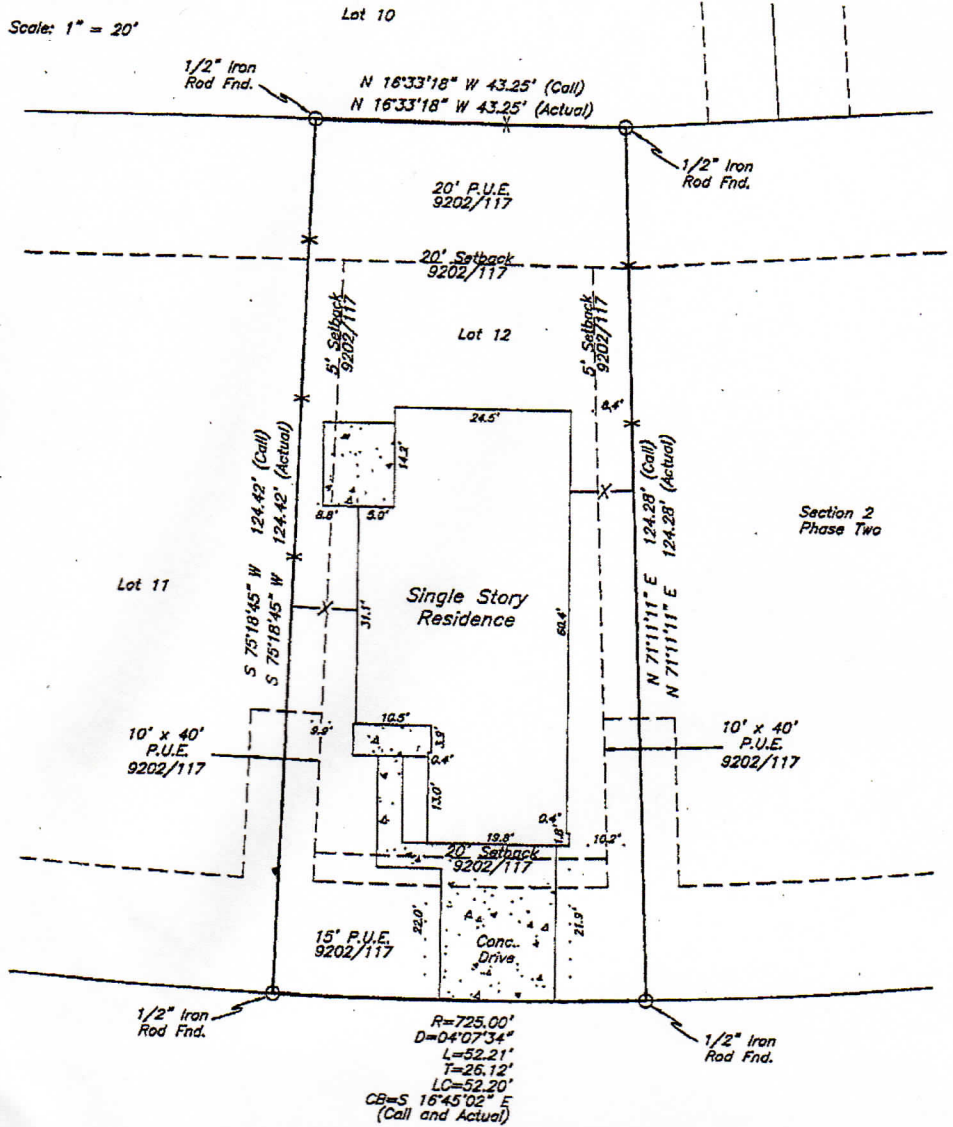 Lot 10
Scale: 1" = 20'
1/2" Iron
Rod Fnd.
N 16°33'18" W 43.25' (Call)
N 16°33'18" W 43.25' (Actual)
1/2" Iron
Rod Fnd.
20' P.U.E.
9202/117
20' Setback
9202/117
5' Setback
9202/117
Lot 12
5' Setback
9202/117
8.4'
24.5'
14.2'
8.8'
5.0'
S 75°18'45" W 124.42' (Call)
S 75°18'45" W 124.42' (Actual)
N 71°11'11" E 124.28' (Call)
N 71°11'11" E 124.28' (Actual)
Section 2
Phase Two
Lot 11
31.1'
Single Story
Residence
60.4'
10' x 40'
P.U.E.
9202/117
9.9'
10.5'
3.9'
0.4'
13.0'
10' x 40'
P.U.E.
9202/117
19.8'
0.4'
1.8'
10.2'
20' Setback
9202/117
15' P.U.E.
9202/117
22.0'
Conc.
Drive
21.9'
1/2" Iron
Rod Fnd.
R=725.00'
D=04°07'34"
L=52.21'
T=26.12'
LC=52.20'
CB=S 16°45'02" E
(Call and Actual)
1/2" Iron
Rod Fnd.